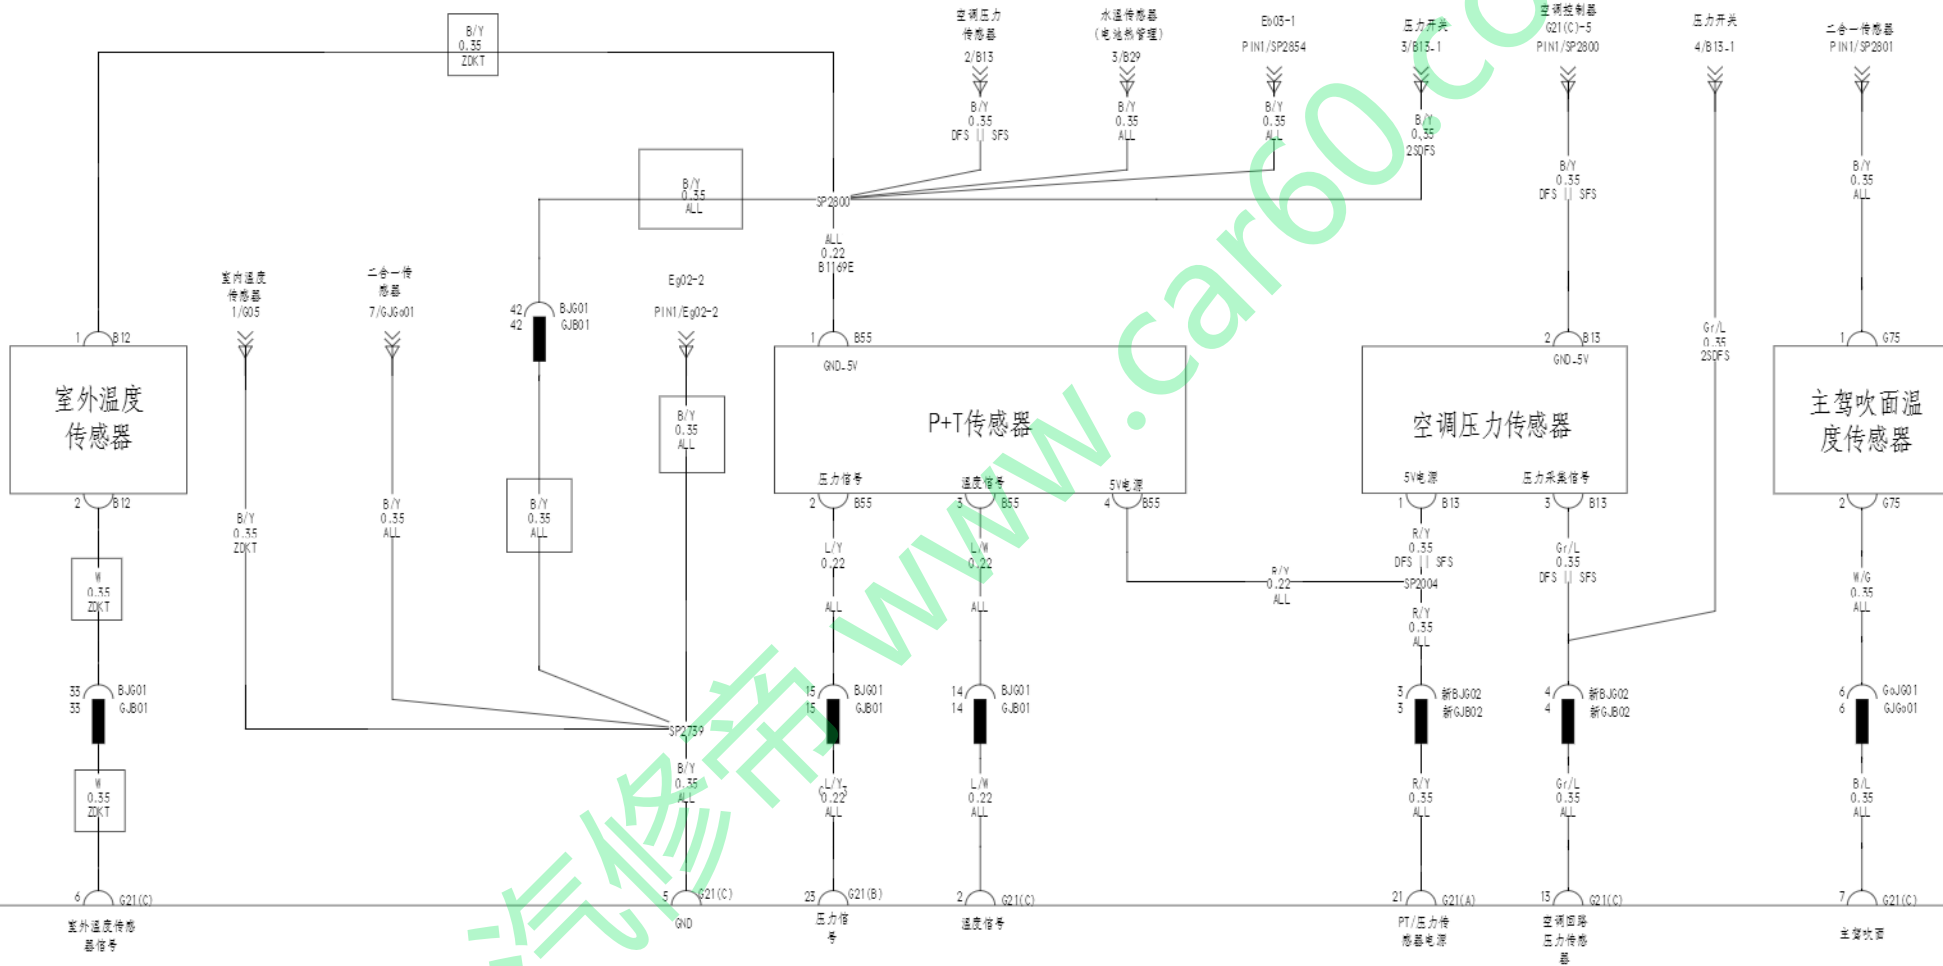 B/Y
0.35
ZDKT
空调压力
传感器
2/B13
水温传感器
(电池热管理)
3/B29
Eb03-1
PIN1/SP2854
压力开关
3/B13-1
空调控制器
G21(C)-5
PIN1/SP2800
压力开关
4/B13-1
二合一传感器
PIN1/SP2801
B/Y
0.35
DFS || SFS
B/Y
0.35
ALL
B/Y
0.35
ALL
B/Y
0.35
2SDFS
B/Y
0.35
DFS || SFS
B/Y
0.35
ALL
B/Y
0.35
ALL
SP2800
ALL
0.22
B1169E
室内温度
传感器
1/G05
二合一传
感器
7/GJGo01
42
42
BJG01
GJB01
Eg02-2
PIN1/Eg02-2
Gr/L
0.35
2SDFS
1
B12
1
B55
2
B13
1
G75
室外温度
传感器
GND-5V
P+T传感器
压力信号
温度信号
5V电源
GND-5V
空调压力传感器
5V电源
压力采集信号
主驾吹面温
度传感器
B/Y
0.35
ALL
2
B12
2
B55
3
B55
4
B55
1
B13
3
B13
2
G75
B/Y
0.35
ZDKT
B/Y
0.35
ALL
B/Y
0.35
ALL
L/Y
0.22
ALL
L/W
0.22
ALL
R/Y
0.22
ALL
R/Y
0.35
DFS || SFS
SP2004
R/Y
0.35
ALL
Gr/L
0.35
DFS || SFS
W/G
0.35
ALL
W
0.35
ZDKT
33
33
BJG01
GJB01
SP2739
15
15
BJG01
GJB01
14
14
BJG01
GJB01
3
3
新BJG02
新GJB02
4
4
新BJG02
新GJB02
6
6
GoJG01
GJGo01
W
0.35
ZDKT
B/Y
0.35
ALL
L/Y
0.22
ALL
L/W
0.22
ALL
R/Y
0.35
ALL
Gr/L
0.35
ALL
B/L
0.35
ALL
6
G21(C)
5
G21(C)
23
G21(B)
2
G21(C)
21
G21(A)
13
G21(C)
7
G21(C)
室外温度传感
器信号
GND
压力信
号
温度信号
PT/压力传
感器电源
空调回路
压力传感
器
主驾吹面
汽修帝 www.car60.co